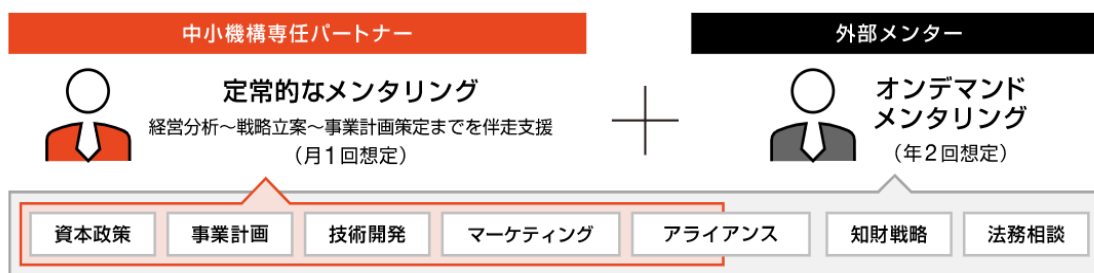 中小機構専任パートナー
外部メンター
定常的なメンタリング
経営分析～戦略立案～事業計画策定までを伴走支援
（月1回想定）
オンデマンド
メンタリング
（年2回想定）
資本政策
事業計画
技術開発
マーケティング
アライアンス
知財戦略
法務相談